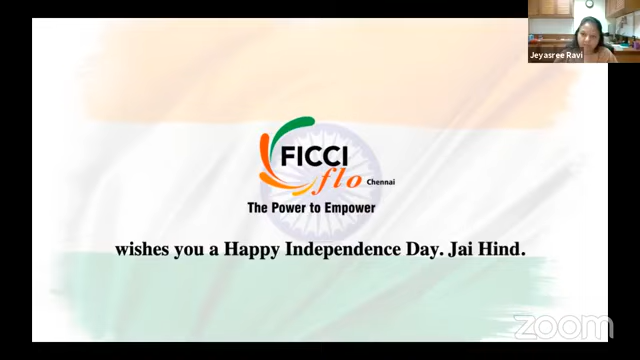 Jeyasree Ravi
FICCI
flo Chennai
The Power to Empower
wishes you a Happy Independence Day. Jai Hind.
zoom